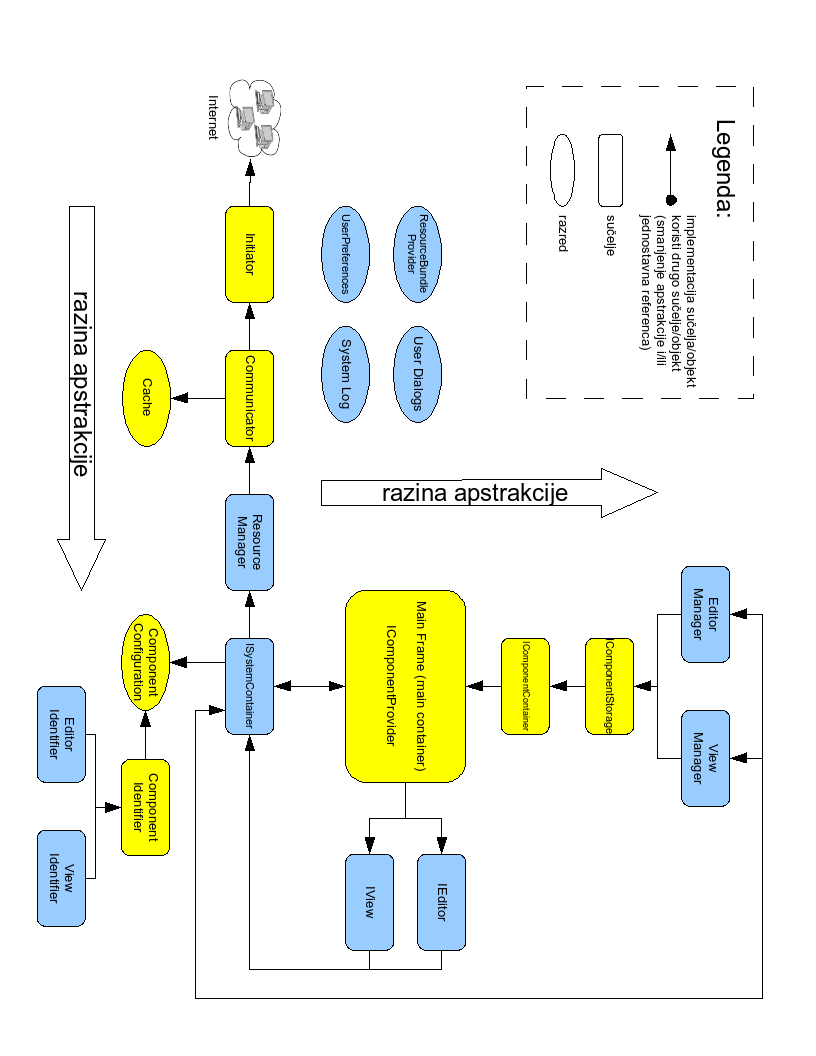 Legenda:
implementacija sučelja/objekt
koristi drugo sučelje/objekt
(smanjenje apstrakcije i/ili
jednostavna referenca)
sučelje
razred
Internet
Initiator
UserPreferences
ResourceBundle
Provider
Communicator
System Log
User Dialogs
Cache
razina apstrakcije
razina apstrakcije
Resource
Manager
ISystemContainer
Component
Configuration
Main Frame (main container)
IComponentProvider
IComponentContainer
IComponentStorage
Editor
Manager
View
Manager
Editor
Identifier
View
Identifier
Component
Identifier
IView
IEditor